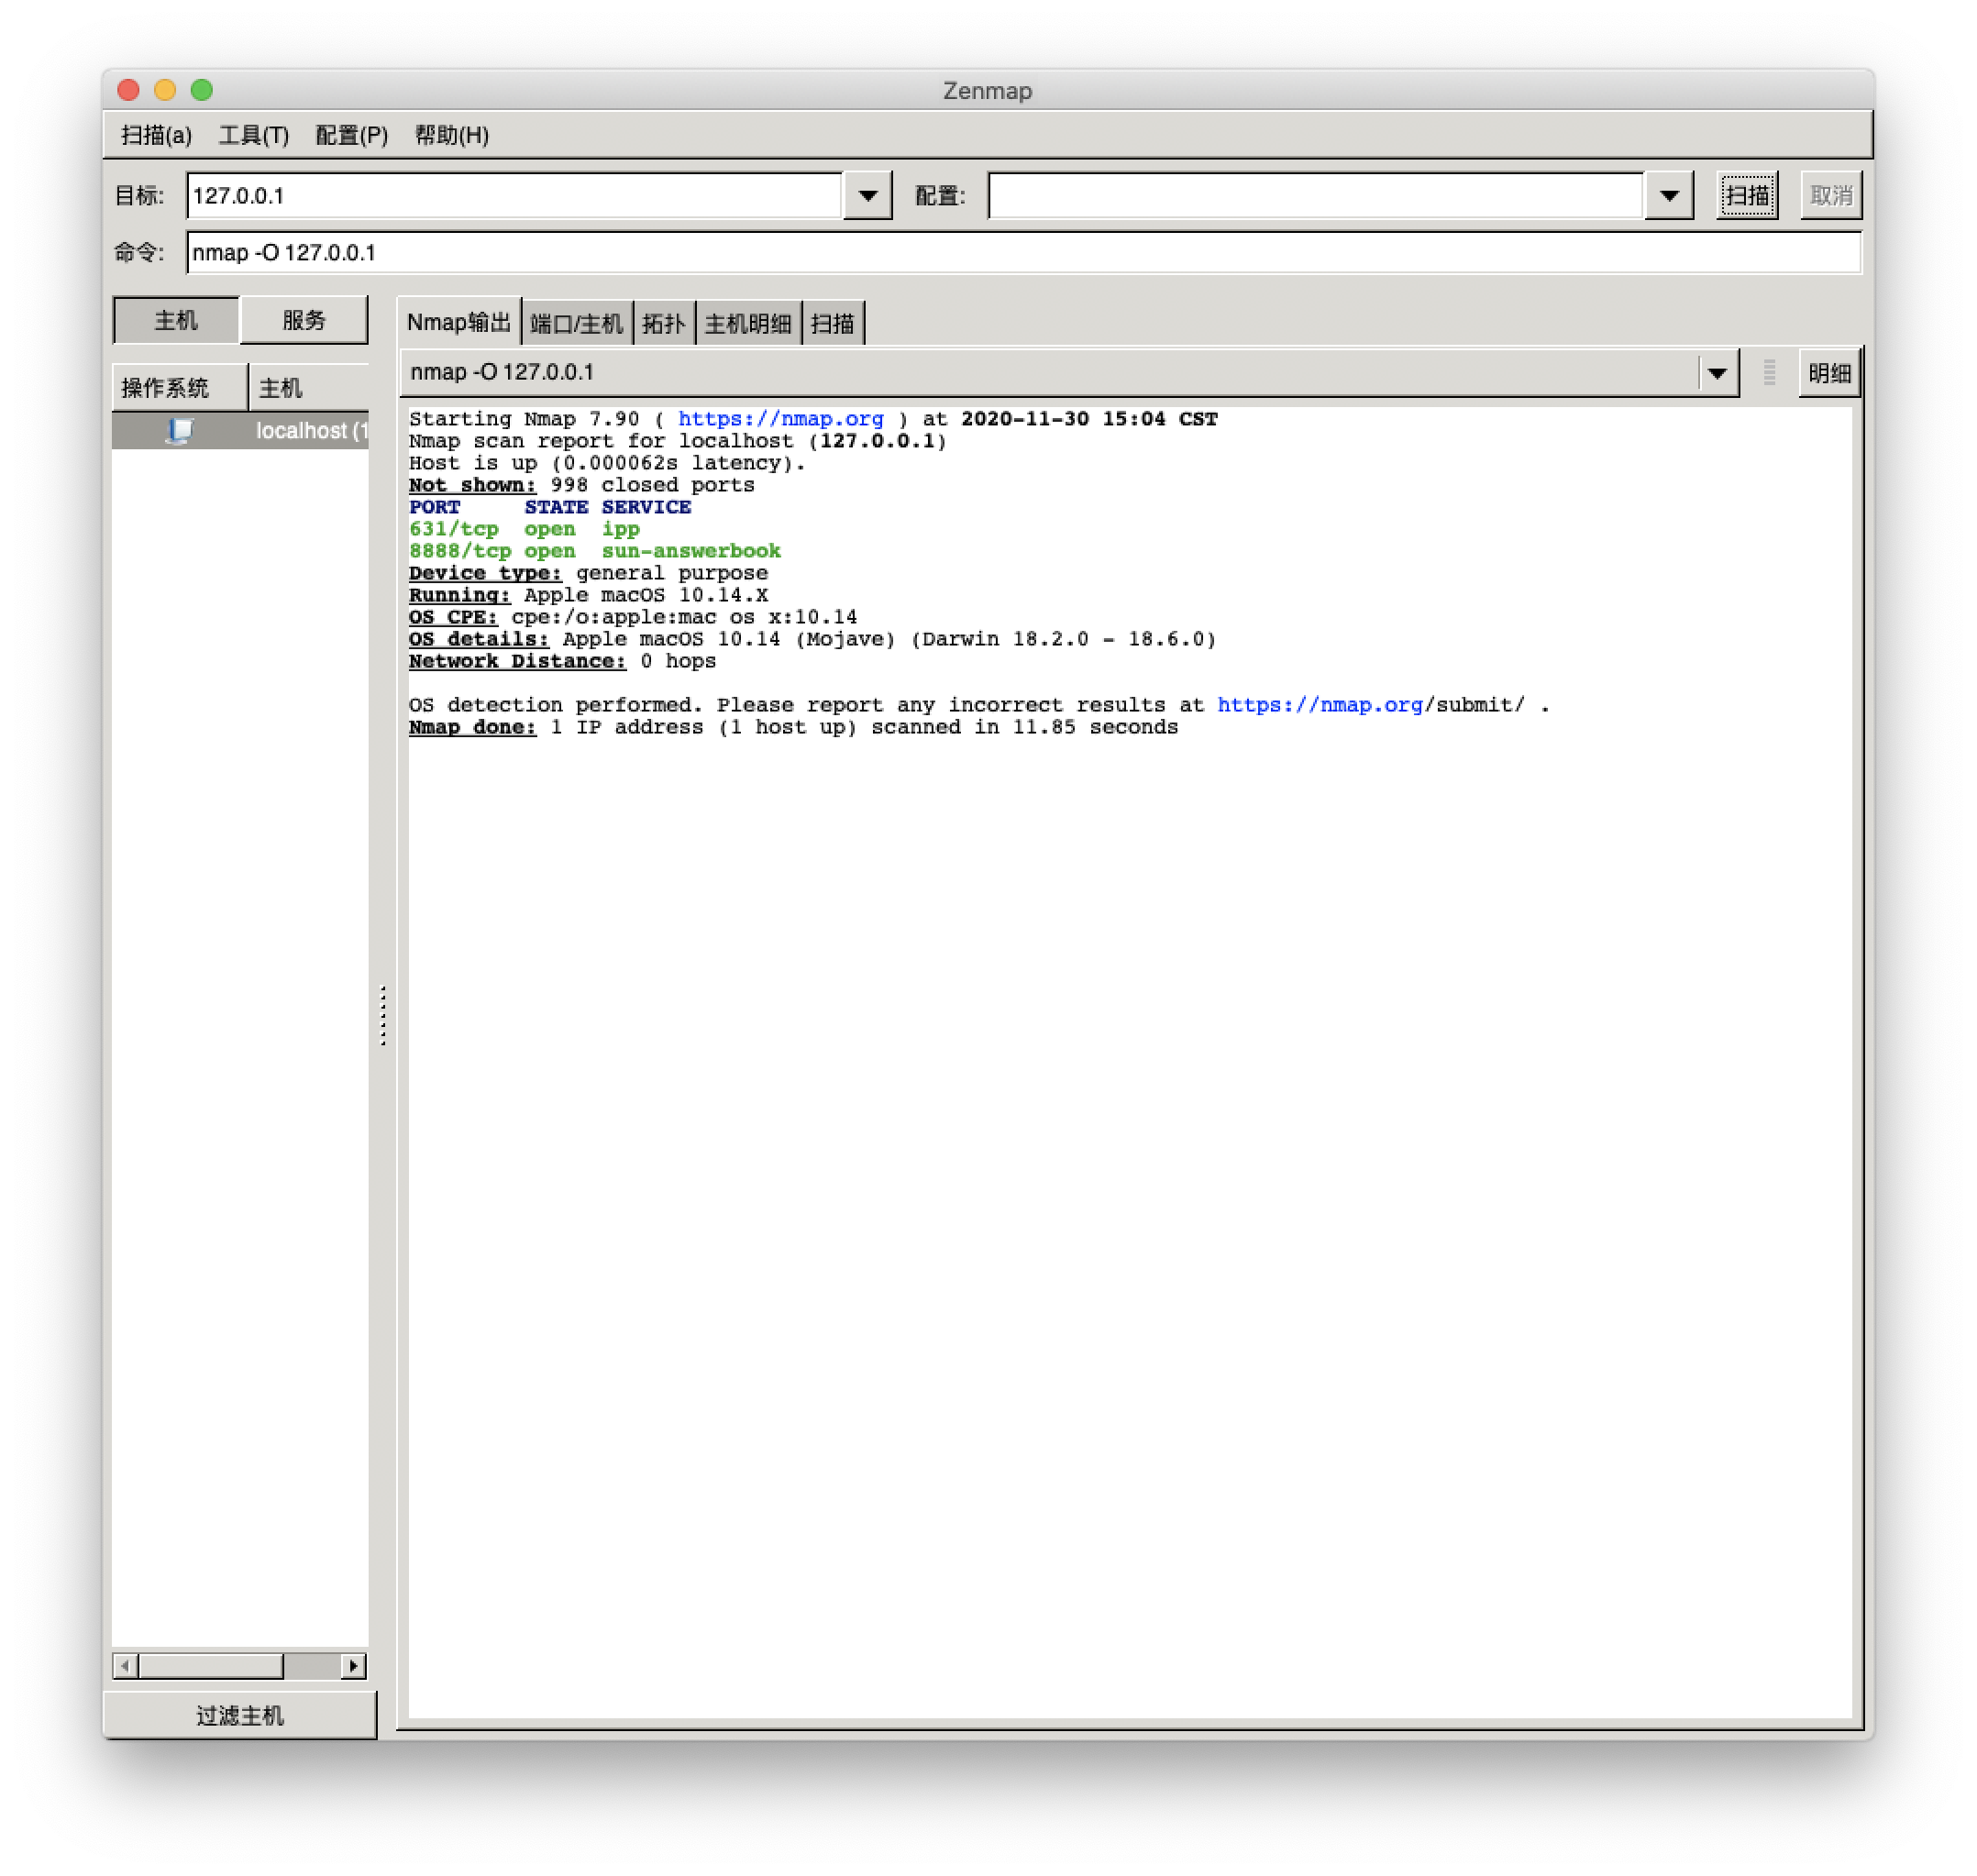 Zenmap
扫描(a) 工具(T) 配置(P) 帮助(H)
目标: 127.0.0.1 配置: 扫描 取消
命令: nmap -O 127.0.0.1
主机 服务
操作系统 主机
localhost (1
过滤主机
Nmap输出 端口/主机 拓扑 主机明细 扫描
nmap -O 127.0.0.1 明细
Starting Nmap 7.90 ( https://nmap.org ) at 2020-11-30 15:04 CST
Nmap scan report for localhost (127.0.0.1)
Host is up (0.000062s latency).
Not shown: 998 closed ports
PORT STATE SERVICE
631/tcp open ipp
8888/tcp open sun-answerbook
Device type: general purpose
Running: Apple macOS 10.14.X
OS CPE: cpe:/o:apple:mac_os_x:10.14
OS details: Apple macOS 10.14 (Mojave) (Darwin 18.2.0 - 18.6.0)
Network Distance: 0 hops
OS detection performed. Please report any incorrect results at https://nmap.org/submit/ .
Nmap done: 1 IP address (1 host up) scanned in 11.85 seconds